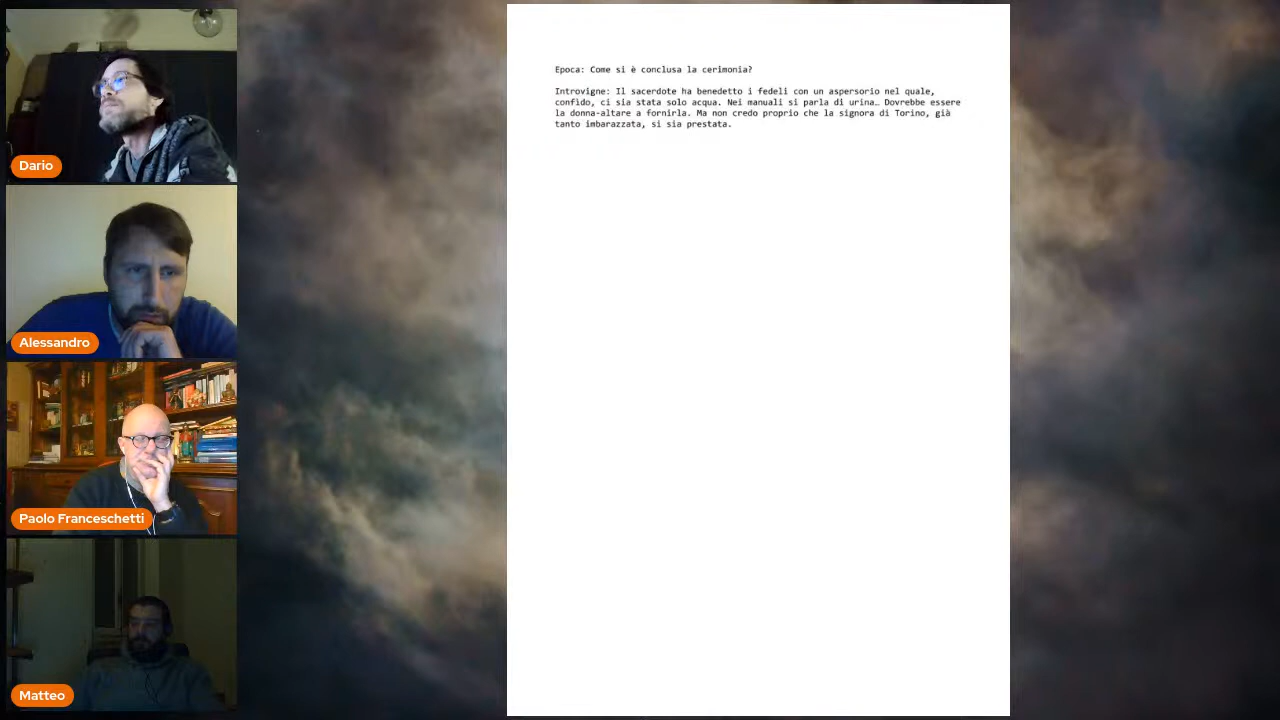 Dario
Alessandro
Paolo Franceschetti
Matteo
Epoca: Come si è conclusa la cerimonia?
Introvigne: Il sacerdote ha benedetto i fedeli con un aspersorio nel quale,
confido, ci sia stata solo acqua. Nei manuali si parla di urina… Dovrebbe essere
la donna-altare a fornirla. Ma non credo proprio che la signora di Torino, già
tanto imbarazzata, si sia prestata.